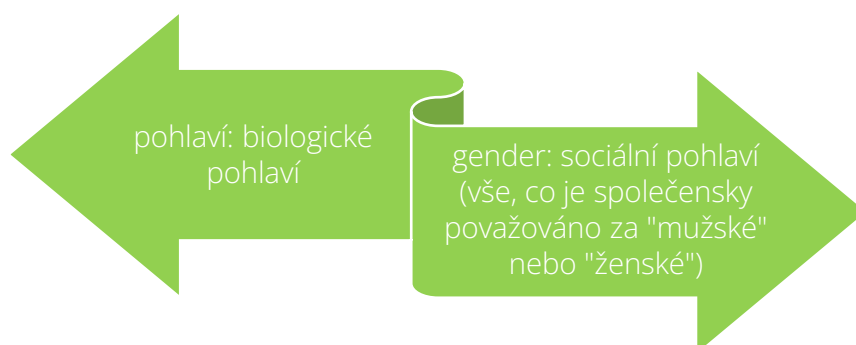 pohlaví: biologické
pohlaví
gender: sociální pohlaví
(vše, co je společensky
považováno za "mužské"
nebo "ženské")